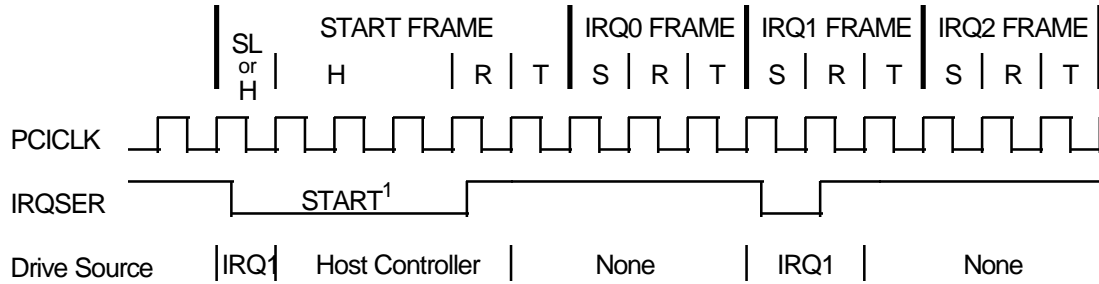 START FRAME IRQ0 FRAME IRQ1 FRAME IRQ2 FRAME
SL
or
H
H R T S R T S R T S R T
PCICLK
IRQSER START1
Drive Source IRQ1 Host Controller None IRQ1 None